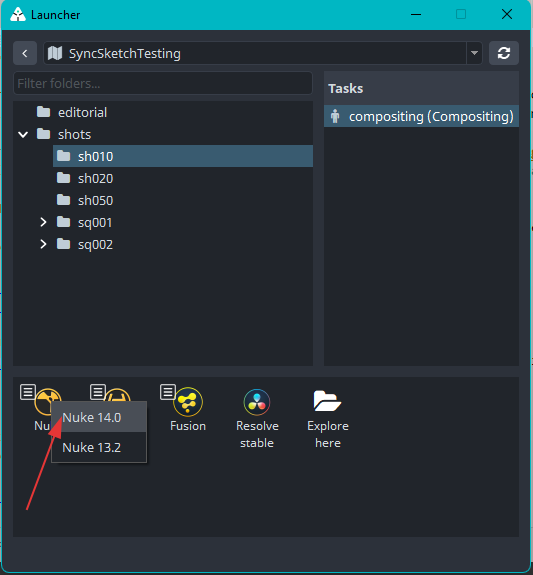 Launcher
SyncSketchTesting
Filter folders...
Tasks
editorial
compositing (Compositing)
shots
sh010
sh020
sh050
sq001
sq002
Nu
Fusion
Resolve
stable
Explore
here
Nuke 14.0
Nuke 13.2